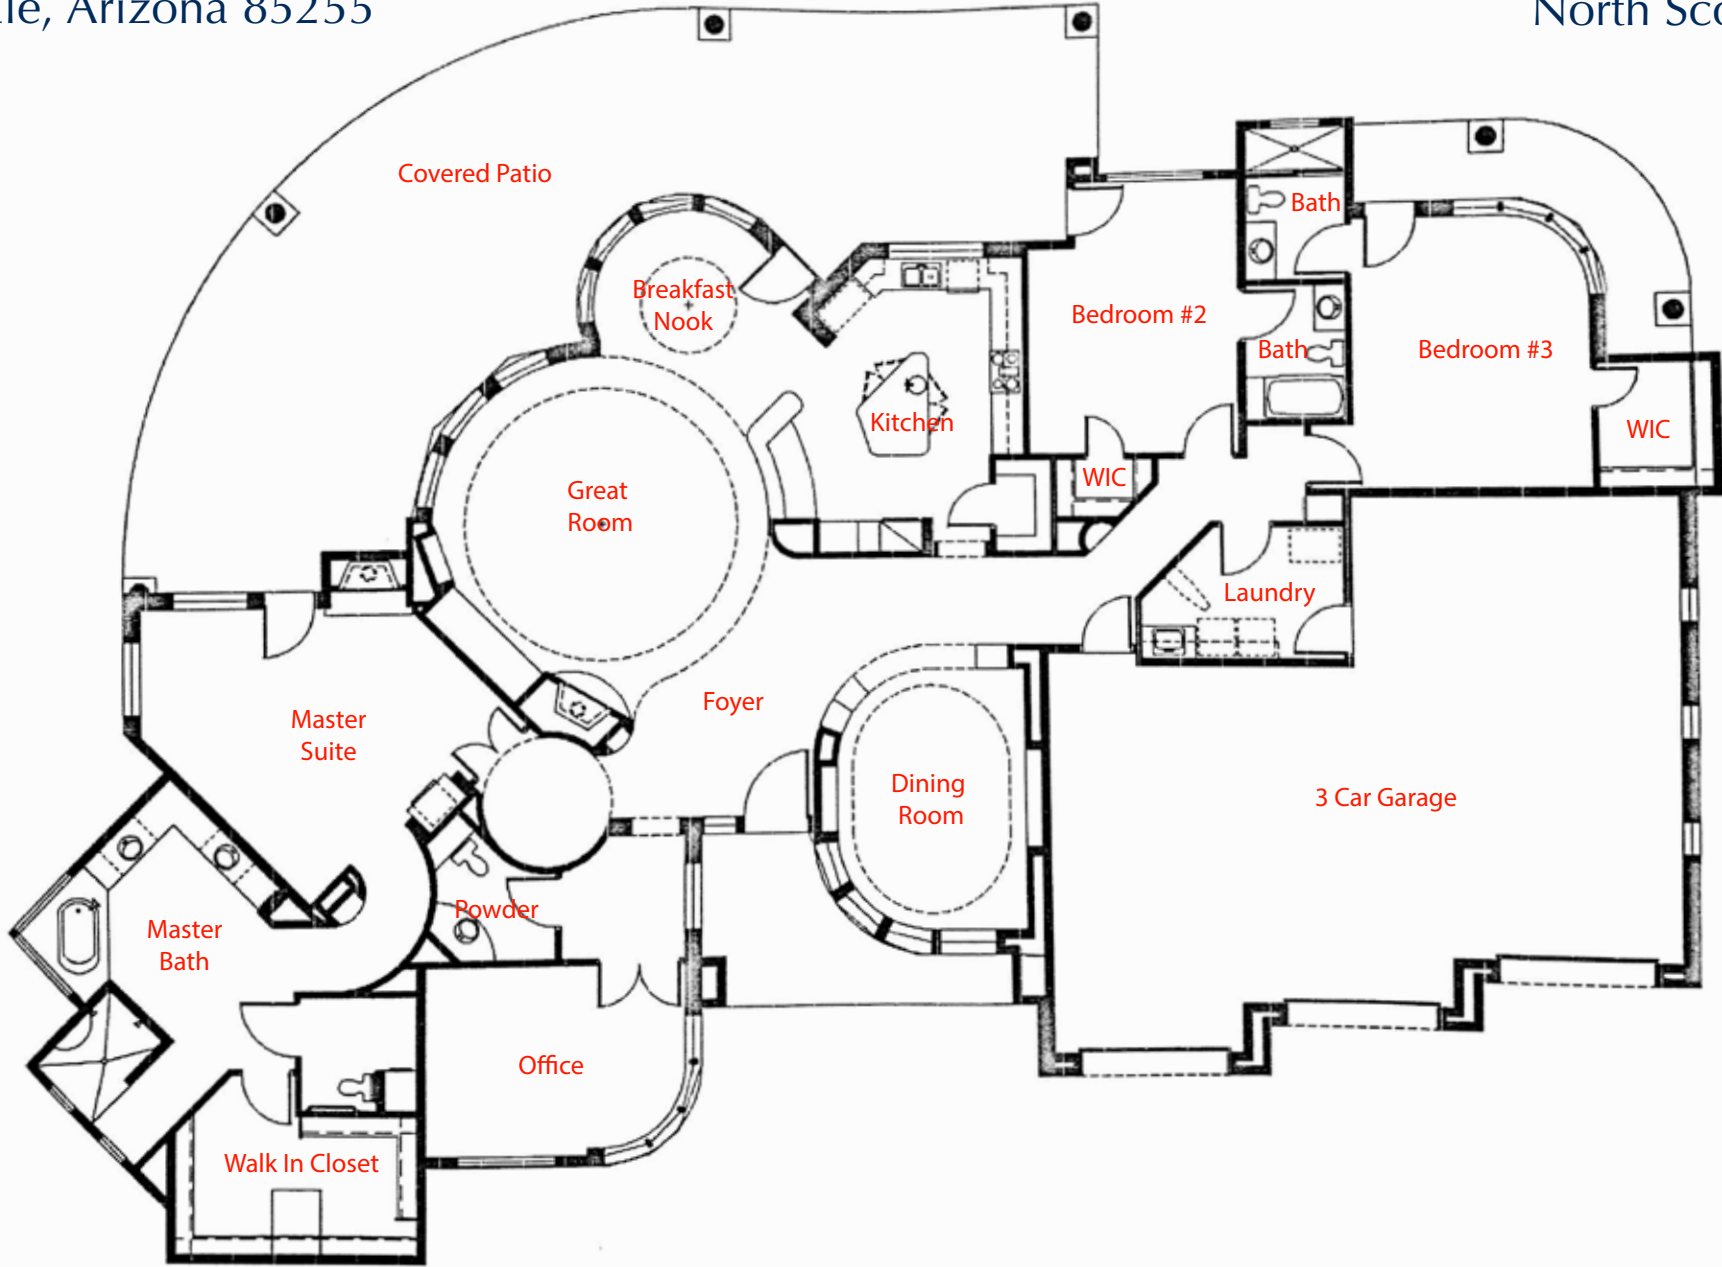 le, Arizona 85255
North Sco
Covered Patio
Bath
Breakfast
Nook
Bedroom #2
Bath
Bedroom #3
Kitchen
WIC
WIC
Great
Room
Laundry
Foyer
Master
Suite
Dining
Room
3 Car Garage
Powder
Master
Bath
Office
Walk In Closet